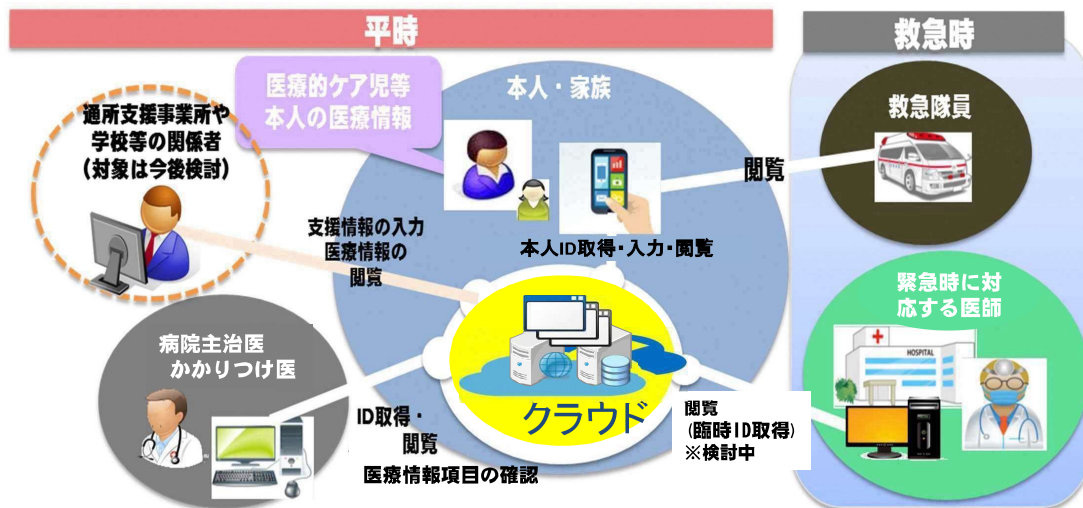 平時
救急時
医療的ケア児等
本人の医療情報
本人・家族
通所支援事業所や
学校等の関係者
(対象は今後検討)
救急隊員
閲覧
支援情報の入力
医療情報の
閲覧
本人ID取得・入力・閲覧
緊急時に対
応する医師
HOSPITAL
病院主治医
かかりつけ医
クラウド
ID取得・
閲覧
医療情報項目の確認
閲覧
(臨時ID取得)
※検討中